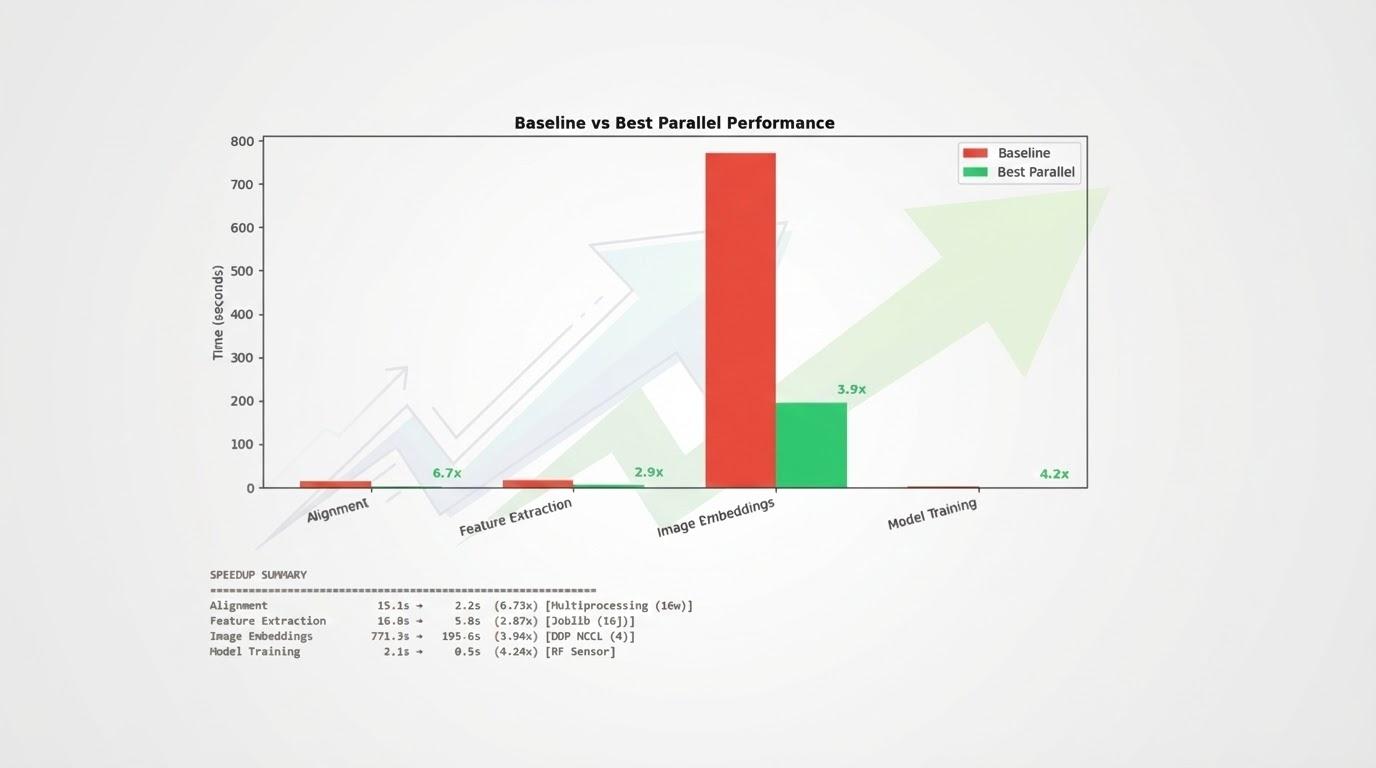 Baseline vs Best Parallel Performance
800
700
600
500
400
300
200
100
0
Time (seconds)
Baseline
Best Parallel
6.7x
2.9x
3.9x
4.2x
Alignment
Feature Extraction
Image Embeddings
Model Training
SPEEDUP SUMMARY
============================================================
Alignment 15.1s → 2.2s (6.73x) [Multiprocessing (16w)]
Feature Extraction 16.8s → 5.8s (2.87x) [Joblib (16j)]
Image Embeddings 771.3s → 195.6s (3.94x) [DDP NCCL (4)]
Model Training 2.1s → 0.5s (4.24x) [RF Sensor]